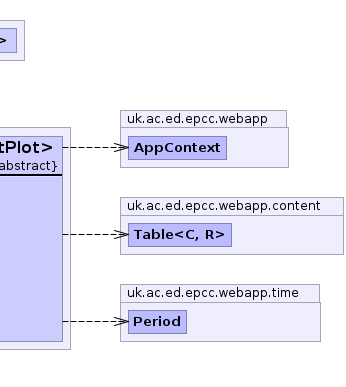 >
tPlot>
abstract}
uk.ac.ed.epcc.webapp
AppContext
uk.ac.ed.epcc.webapp.content
Table<C, R>
uk.ac.ed.epcc.webapp.time
Period